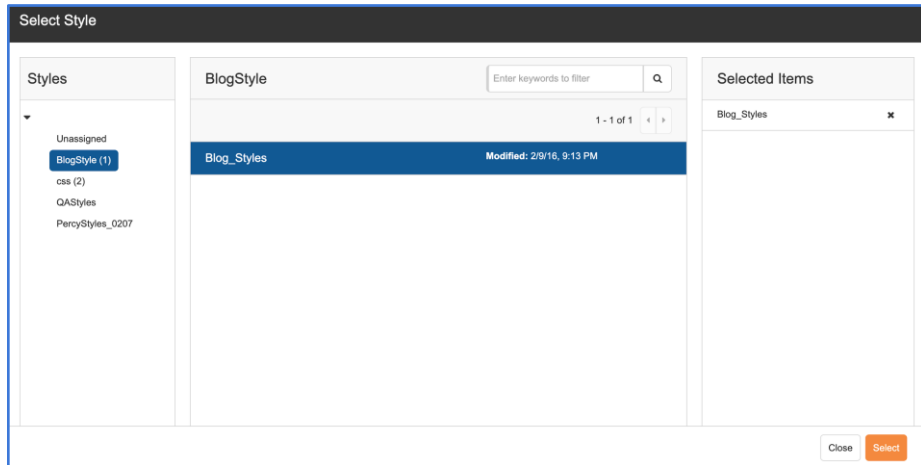 Select Style
Styles
Unassigned
BlogStyle (1)
css (2)
QAStyles
PercyStyles_0207
BlogStyle
Enter keywords to filter
1 - 1 of 1
Blog_Styles
Modified: 2/9/16, 9:13 PM
Selected Items
Blog_Styles
Close
Select